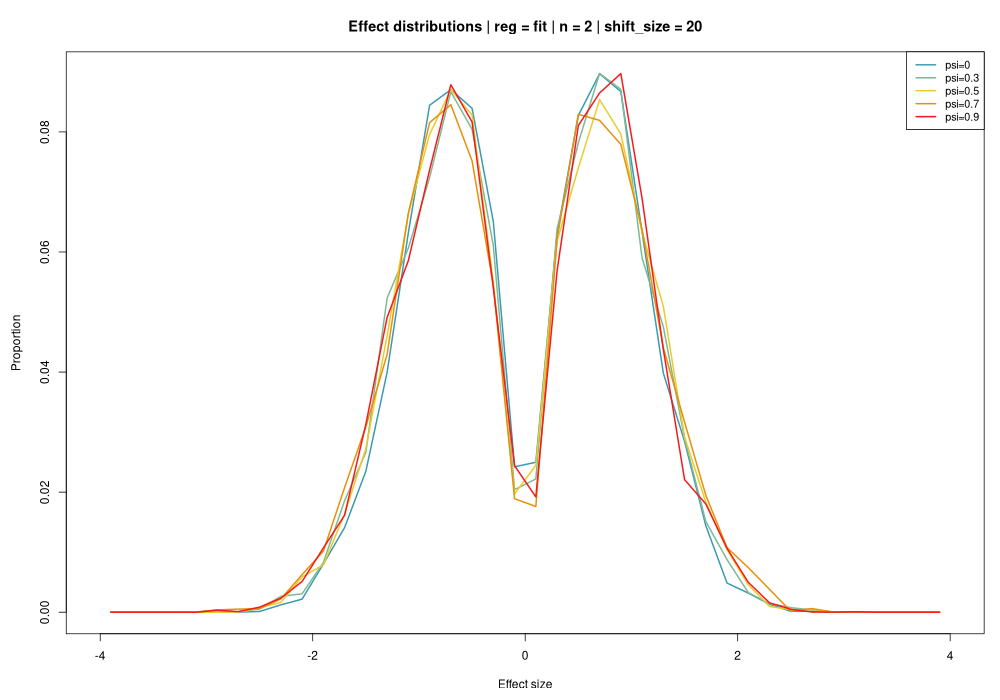 Effect distributions | reg = fit | n = 2 | shift_size = 20
psi=0
psi=0.3
psi=0.5
psi=0.7
psi=0.9
Proportion
0.08
0.06
0.04
0.02
0.00
-4
-2
0
2
4
Effect size